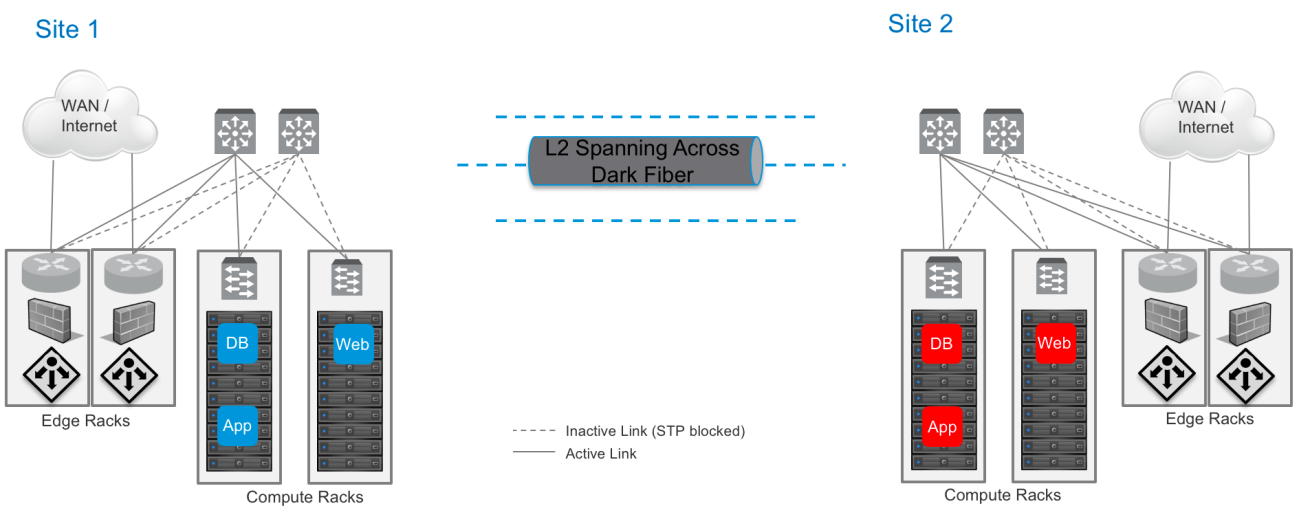 Site 1
Site 2
WAN /
Internet
WAN /
Internet
L2 Spanning Across
Dark Fiber
DB
Web
App
DB
Web
App
Edge Racks
Edge Racks
Inactive Link (STP blocked)
Active Link
Compute Racks
Compute Racks